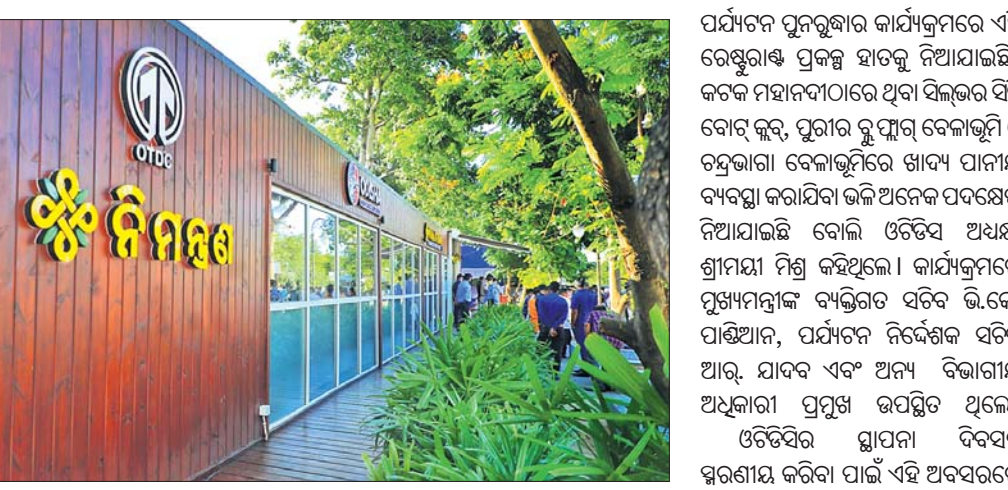 OTDC
ନିମନ୍ତ୍ରଣ
ପର୍ଯ୍ୟଟନ ପୁନରୁଦ୍ଧାର କାର୍ଯ୍ୟକ୍ରମରେ
ରେଷ୍ଟୁରାଣ୍ଟ ପ୍ରକଳ୍ପ ହାତକୁ ନିଆଯାଇଛି
କଟକ ମହାନଦୀଠାରେ ଥିବା ସିଲ୍‌ଭର
ବୋଟ୍ କ୍ଲବ୍, ପୁରୀର ବ୍ଲୁ ଫ୍ଲାଗ୍ ବେଳାଭୂମି
ଚନ୍ଦ୍ରଭାଗା ବେଳାଭୂମିରେ ଖାଦ୍ୟ ପାନୀୟ
ବ୍ୟବସ୍ଥା କରାଯିବା ଭଳି ଅନେକ ପଦକ୍ଷେପ
ନିଆଯାଇଛି ବୋଲି ଓଟିଡିସି ଅଧ୍ୟକ୍ଷ
ଶ୍ରୀମୟୀ ମିଶ୍ର କହିଥିଲେ। କାର୍ଯ୍ୟକ୍ରମରେ
ମୁଖ୍ୟମନ୍ତ୍ରୀଙ୍କ ବ୍ୟକ୍ତିଗତ ସଚିବ ଭି.କେ
ପାଣ୍ଡିଆନ, ପର୍ଯ୍ୟଟନ ନିର୍ଦ୍ଦେଶକ ସଚିନ
ଆର୍. ଯାଦବ ଏବଂ ଅନ୍ୟ ବିଭାଗୀୟ
ଅଧିକାରୀ ପ୍ରମୁଖ ଉପସ୍ଥିତ ଥିଲେ
ଓଟିଡିସିର ସ୍ଥାପନା ଦିବସ
ସ୍ମରଣୀୟ କରିବା ପାଇଁ ଏହି ଅବସରରେ